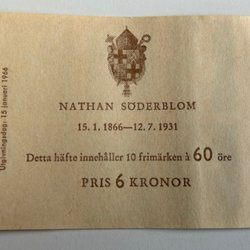 Utgivningsdag: 15 januari 1966
NATHAN SÖDERBLOM
15. 1. 1866—12. 7. 1931
Detta häfte innehåller 10 frimärken à 60 öre
PRIS 6 KRONOR